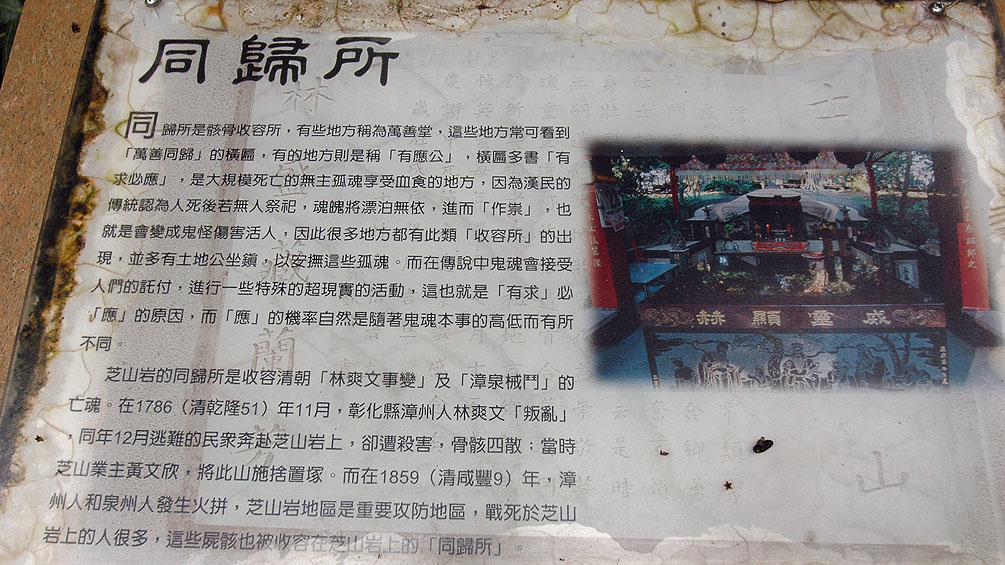 同歸所
同歸所是骸骨收容所，有些地方稱為萬善堂，這些地方常可看到
「萬善同歸」的橫匾，有的地方則是稱「有應公」，橫匾多書「有
求必應」，是大規模死亡的無主孤魂享受血食的地方，因為漢民的
傳統認為人死後若無人祭祀，魂魄將漂泊無依，進而「作祟」，也
就是會變成鬼怪傷害活人，因此很多地方都有此類「收容所」的出
現，並多有土地公坐鎮，以安撫這些孤魂。而在傳說中鬼魂會接受
人們的託付，進行一些特殊的超現實的活動，這也就是「有求」必
「應」的原因，而「應」的機率自然是隨著鬼魂本事的高低而有所
不同。
芝山岩的同歸所是收容清朝「林爽文事變」及「漳泉械鬥」的
亡魂。在1786（清乾隆51）年11月，彰化縣漳州人林爽文「叛亂」
，同年12月逃難的民眾奔赴芝山岩上，卻遭殺害，骨骸四散；當時
芝山業主黃文欣，將此山施捨置塚。而在1859（清咸豐9）年，漳
州人和泉州人發生火拼，芝山岩地區是重要攻防地區，戰死於芝山
岩上的人很多，這些屍骸也被收容在芝山岩上的「同歸所」。
赫顯靈威
士
山
林
藏
蘭